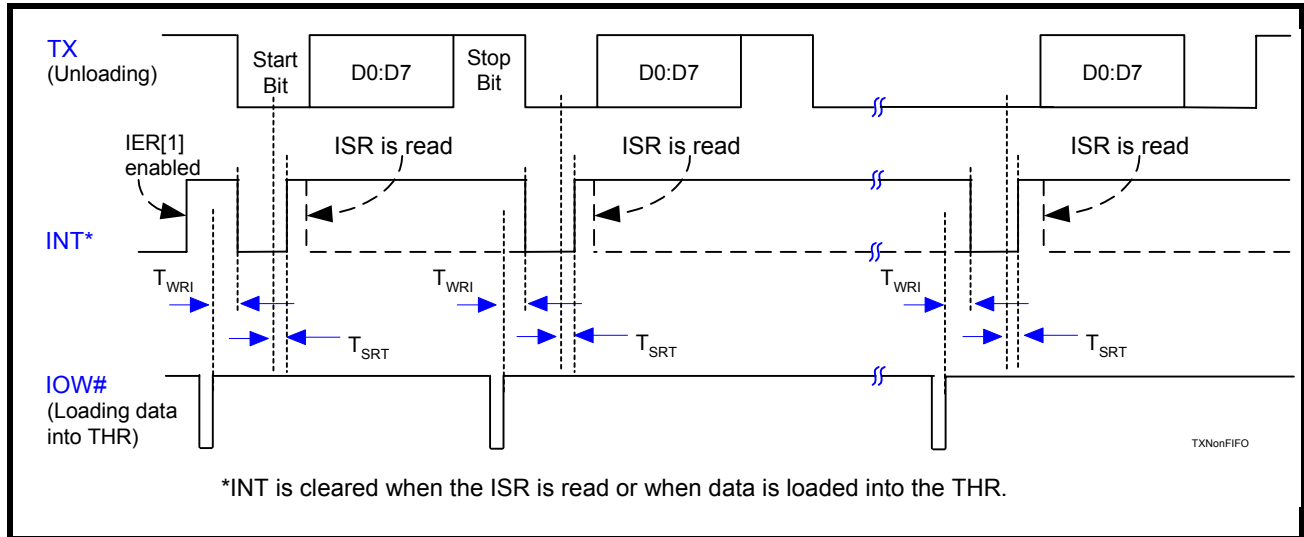 TX
(Unloading)
Start
Bit
D0:D7
Stop
Bit
D0:D7
D0:D7
IER[1]
enabled
ISR is read
ISR is read
ISR is read
INT*
TWRI
TWRI
TWRI
TSRT
TSRT
TSRT
IOW#
(Loading data
into THR)
TXNonFIFO
*INT is cleared when the ISR is read or when data is loaded into the THR.